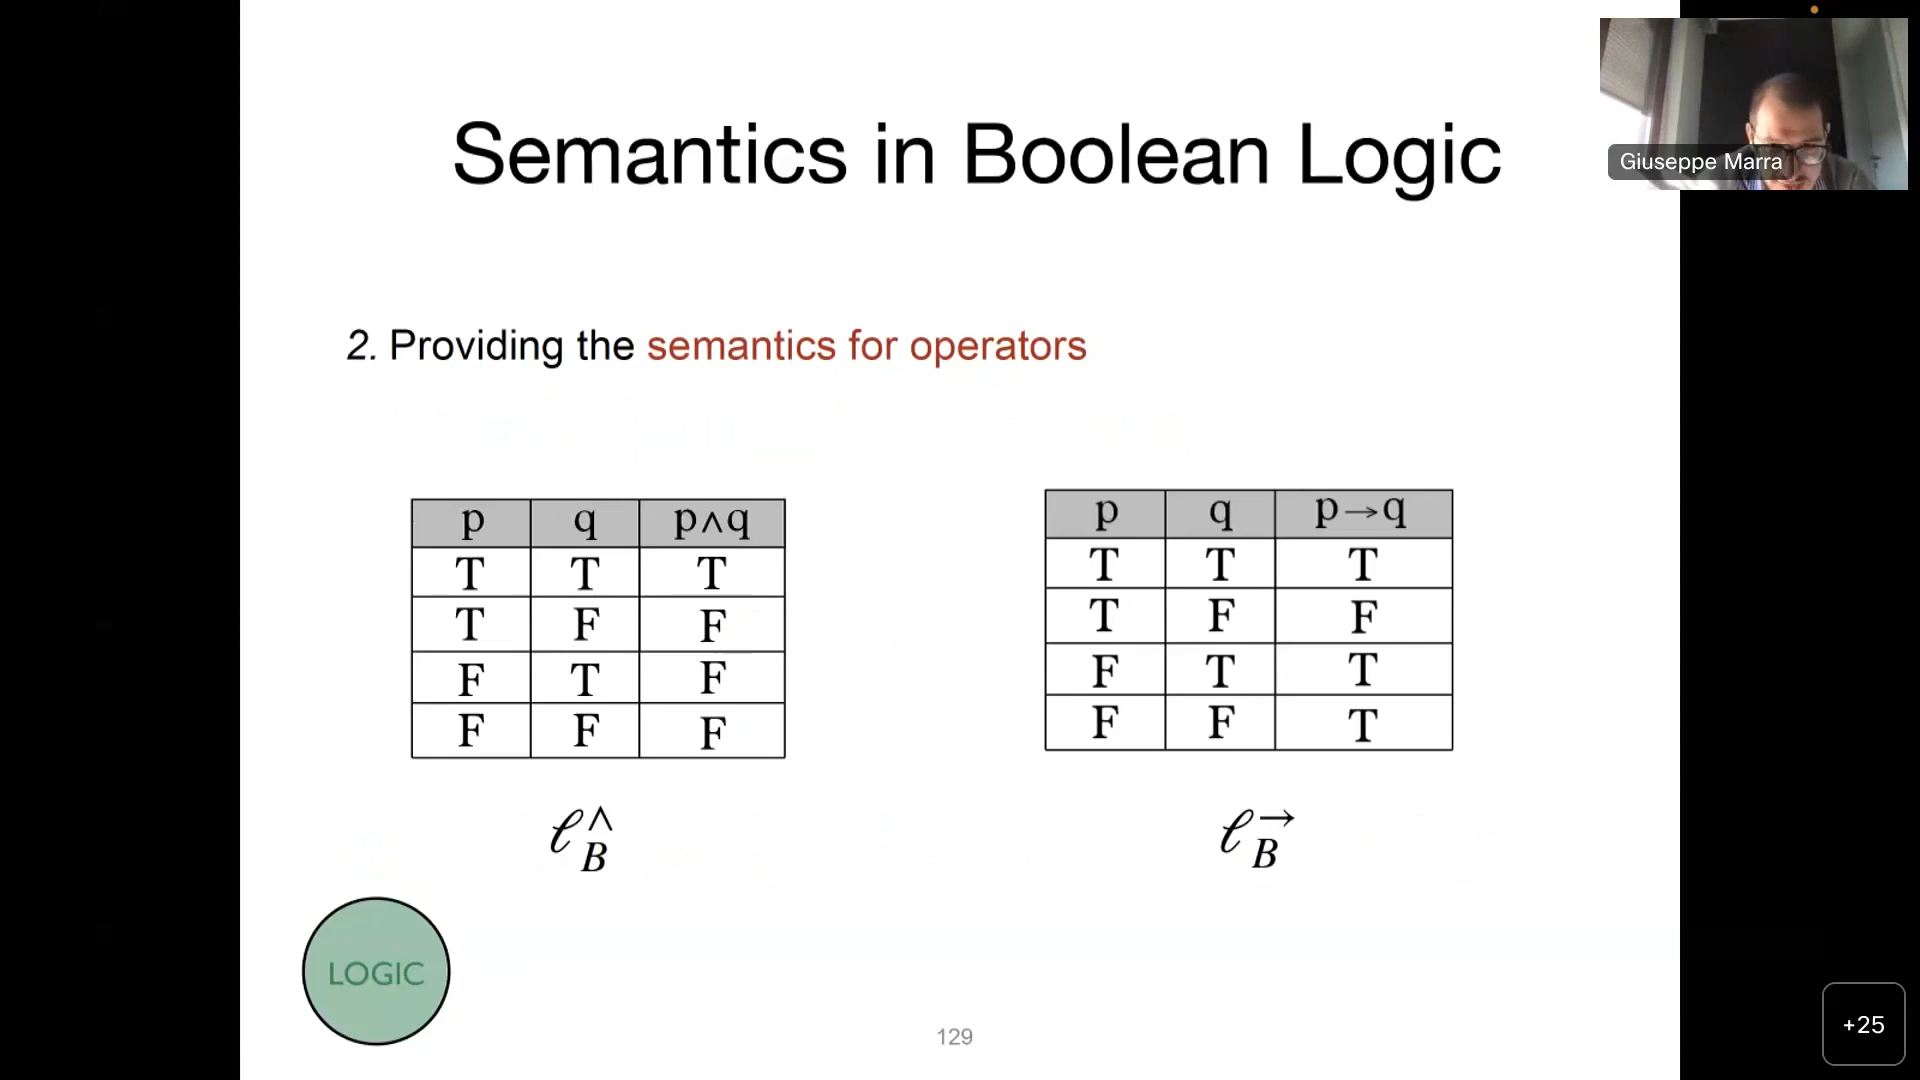 Semantics in Boolean Logic
Giuseppe Marra
2. Providing the semantics for operators
p q p∧q
T T T
T F F
F T F
F F F
p q p→q
T T T
T F F
F T T
F F T
ℓ_B^∧
ℓ_B^→
LOGIC
129
+25